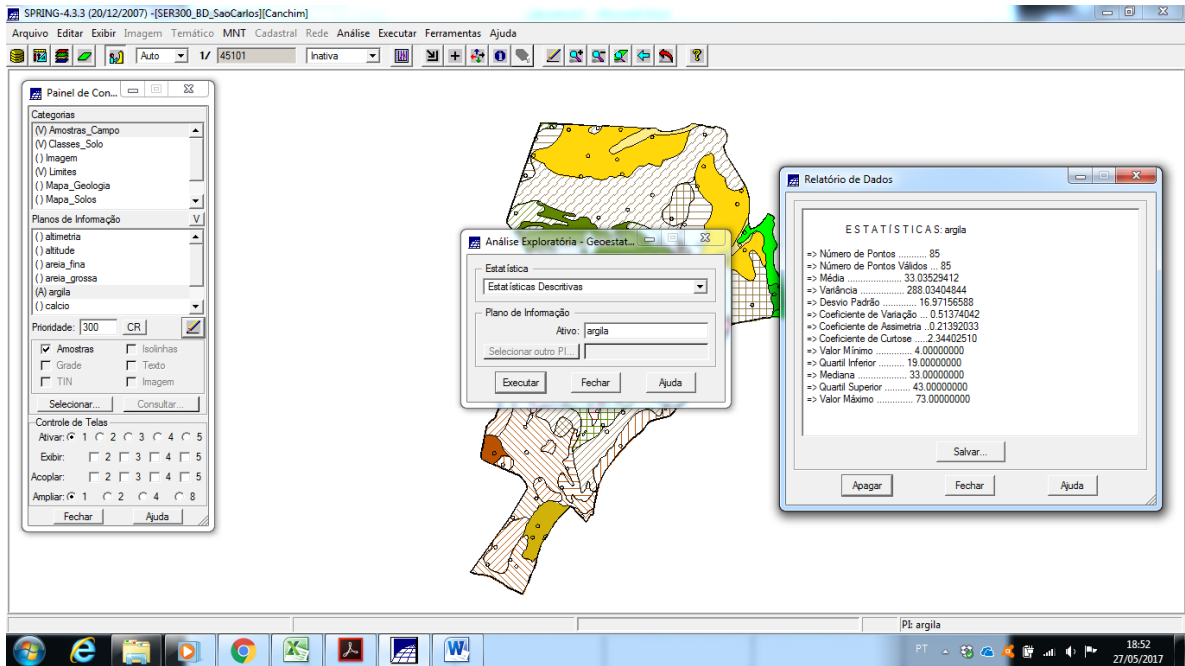 SPRING-4.3.3 (20/12/2007) -[SER300_BD_SaoCarlos][Canchim]
Arquivo Editar Exibir Imagem Temático MNT Cadastral Rede Análise Executar Ferramentas Ajuda
Auto 1/ 45101 Inativa
Painel de Con...
Categorias
(V) Amostras_Campo
(V) Classes_Solo
( ) Imagem
(V) Limites
( ) Mapa_Geologia
( ) Mapa_Solos
Planos de Informação V
( ) altimetria
( ) altitude
( ) areia_fina
( ) areia_grossa
(A) argila
( ) calcio
Prioridade: 300 CR
Amostras Isolinhas
Grade Texto
TIN Imagem
Selecionar... Consultar...
Controle de Telas
Ativar: 1 2 3 4 5
Exibir: 2 3 4 5
Acoplar: 2 3 4 5
Ampliar: 1 2 4 8
Fechar Ajuda
Análise Exploratória - Geoestat...
Estatística
Estatísticas Descritivas
Plano de Informação
Ativo: argila
Selecionar outro PI...
Executar Fechar Ajuda
Relatório de Dados
E S T A T Í S T I C A S: argila
=> Número de Pontos ........... 85
=> Número de Pontos Válidos ... 85
=> Média ...................... 33.03529412
=> Variância .................. 288.03404844
=> Desvio Padrão .............. 16.97156588
=> Coeficiente de Variação ... 0.51374042
=> Coeficiente de Assimetria ..0.21392033
=> Coeficiente de Curtose .....2.34402510
=> Valor Mínimo ............... 4.00000000
=> Quartil Inferior ........... 19.00000000
=> Mediana .................... 33.00000000
=> Quartil Superior ........... 43.00000000
=> Valor Máximo ............... 73.00000000
Salvar...
Apagar Fechar Ajuda
PI: argila
PT 18:52
27/05/2017